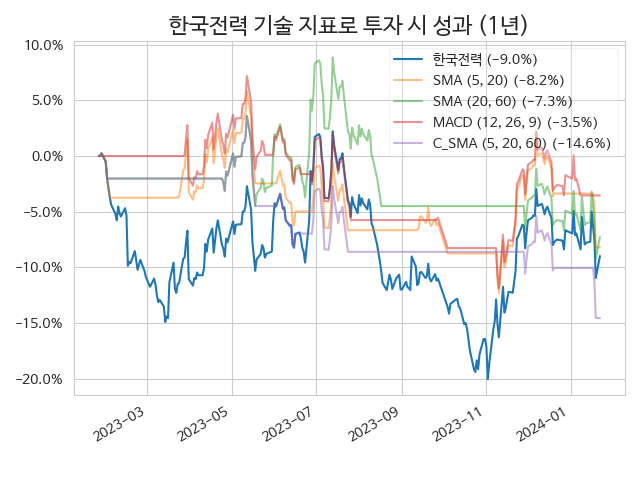 한국전력 기술 지표로 투자 시 성과 (1년)
10.0%
5.0%
0.0%
−5.0%
−10.0%
−15.0%
−20.0%
한국전력 (−9.0%)
SMA (5, 20) (−8.2%)
SMA (20, 60) (−7.3%)
MACD (12, 26, 9) (−3.5%)
C_SMA (5, 20, 60) (−14.6%)
2023−03
2023−05
2023−07
2023−09
2023−11
2024−01